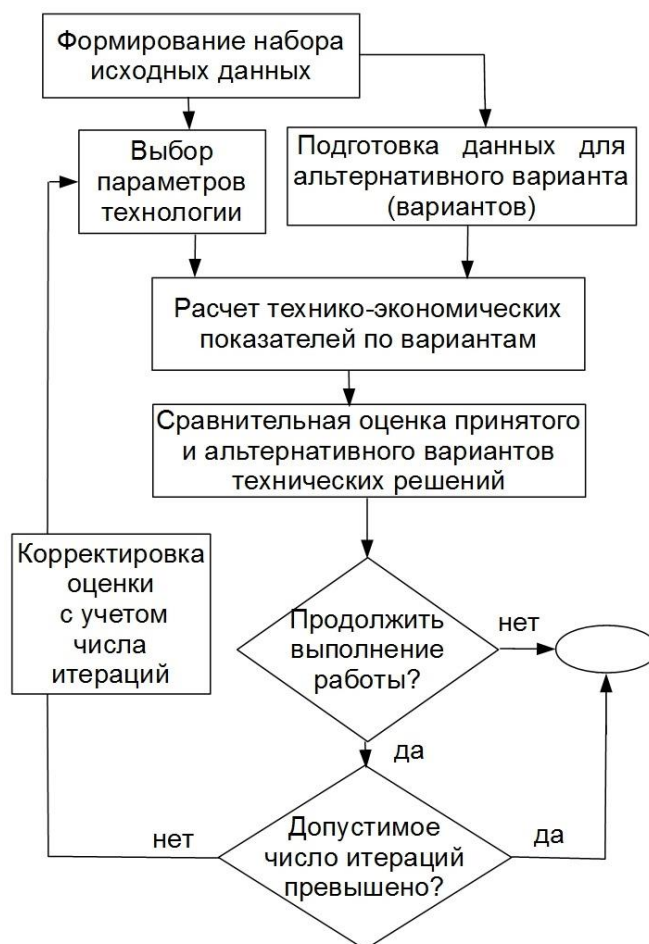 Формирование набора
исходных данных
Выбор
параметров
технологии
Подготовка данных для
альтернативного варианта
(вариантов)
Расчет технико-экономических
показателей по вариантам
Сравнительная оценка принятого
и альтернативного вариантов
технических решений
Корректировка
оценки
с учетом
числа
итераций
Продолжить
выполнение
работы?
нет
да
Допустимое
число итераций
превышено?
нет
да